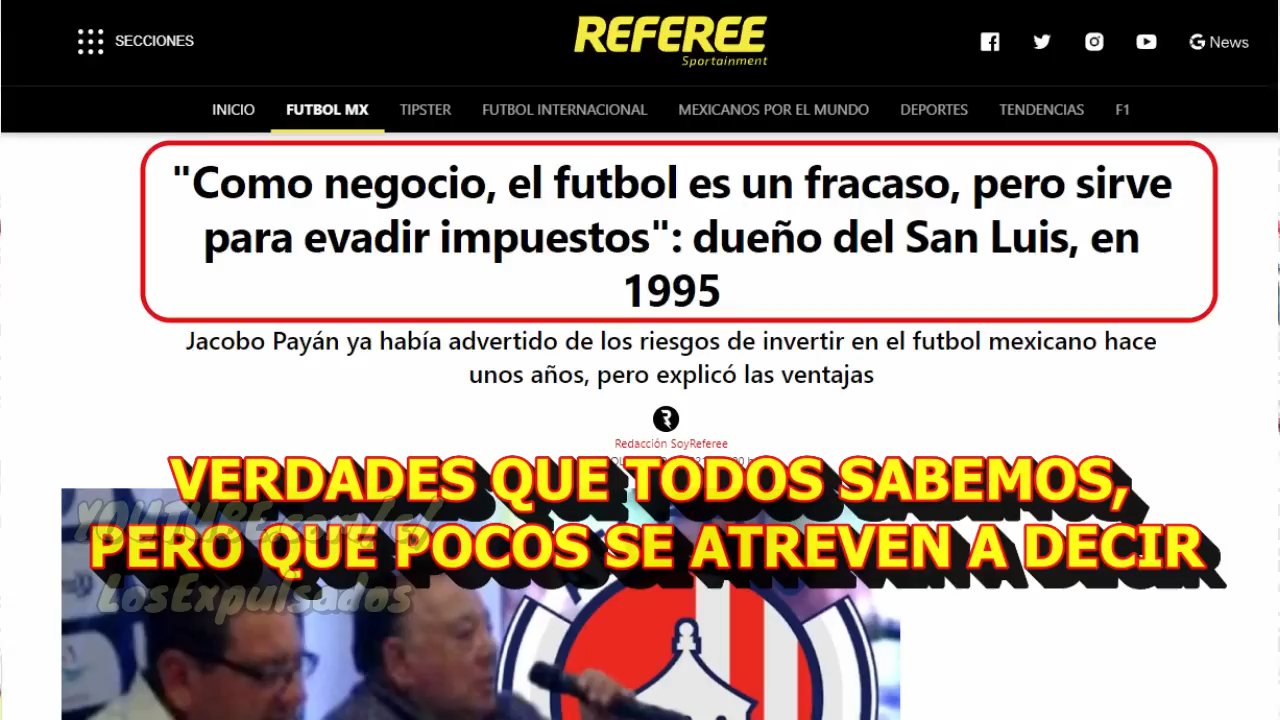 SECCIONES
REFEREE
Sportainment
News
INICIO FUTBOL MX TIPSTER FUTBOL INTERNACIONAL MEXICANOS POR EL MUNDO DEPORTES TENDENCIAS F1
"Como negocio, el futbol es un fracaso, pero sirve
para evadir impuestos": dueño del San Luis, en
1995
Jacobo Payán ya había advertido de los riesgos de invertir en el futbol mexicano hace
unos años, pero explicó las ventajas
Redacción SoyReferee
VERDADES QUE TODOS SABEMOS,
PERO QUE POCOS SE ATREVEN A DECIR
YOUTUBE.com/s/
LosExpulsados